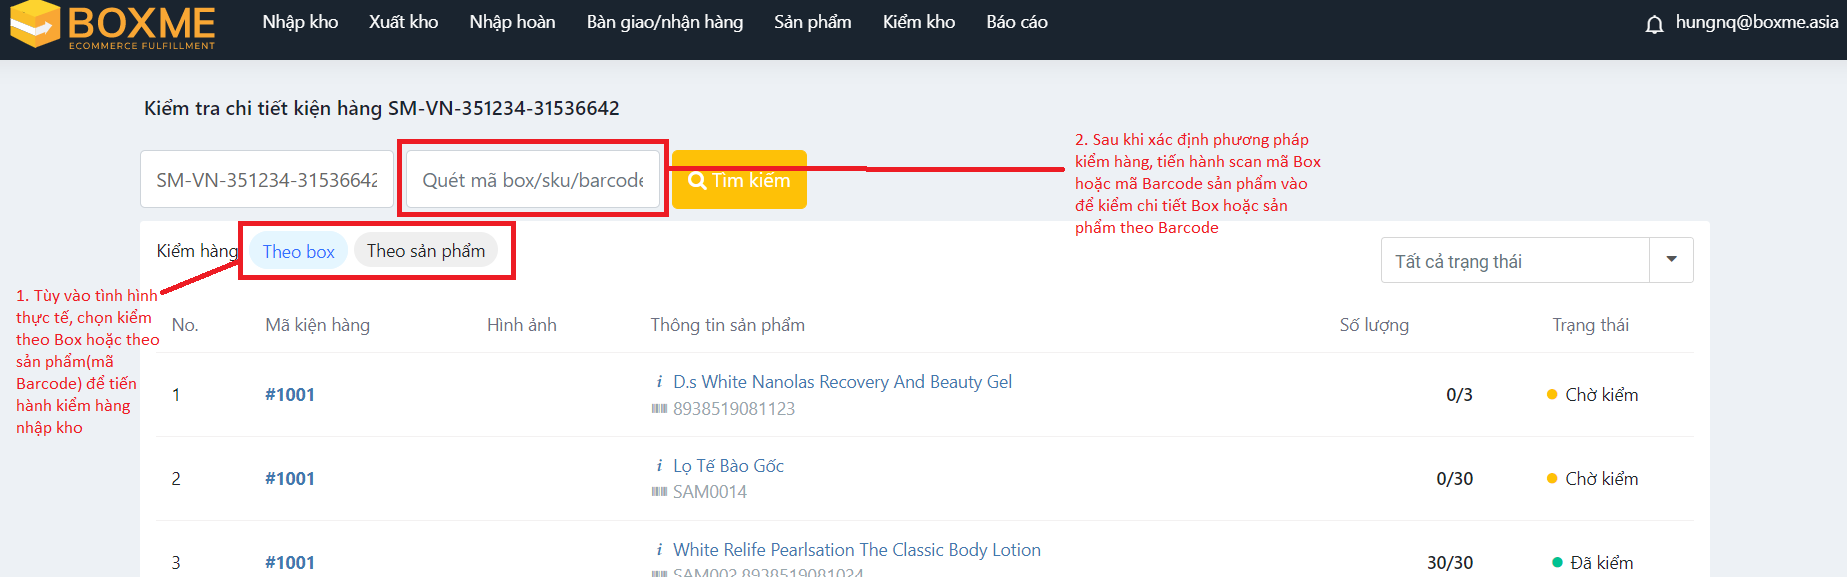 BOXME
ECOMMERCE FULFILLMENT
Nhập kho Xuất kho Nhập hoàn Bàn giao/nhận hàng Sản phẩm Kiểm kho Báo cáo
hungnq@boxme.asia
Kiểm tra chi tiết kiện hàng SM-VN-351234-31536642
SM-VN-351234-31536642 Quét mã box/sku/barcode Tìm kiếm
2. Sau khi xác định phương pháp
kiểm hàng, tiến hành scan mã Box
hoặc mã Barcode sản phẩm vào
để kiểm chi tiết Box hoặc sản
phẩm theo Barcode
Kiểm hàng Theo box Theo sản phẩm
Tất cả trạng thái
1. Tùy vào tình hình
thực tế, chọn kiểm
theo Box hoặc theo
sản phẩm(mã
Barcode) để tiến
hành kiểm hàng
nhập kho
No. Mã kiện hàng Hình ảnh Thông tin sản phẩm Số lượng Trạng thái
1 #1001 i D.s White Nanolas Recovery And Beauty Gel 0/3 Chờ kiểm
8938519081123
2 #1001 i Lọ Tế Bào Gốc 0/30 Chờ kiểm
SAM0014
3 #1001 i White Relife Pearlsation The Classic Body Lotion 30/30 Đã kiểm
SAM002 8938519081024